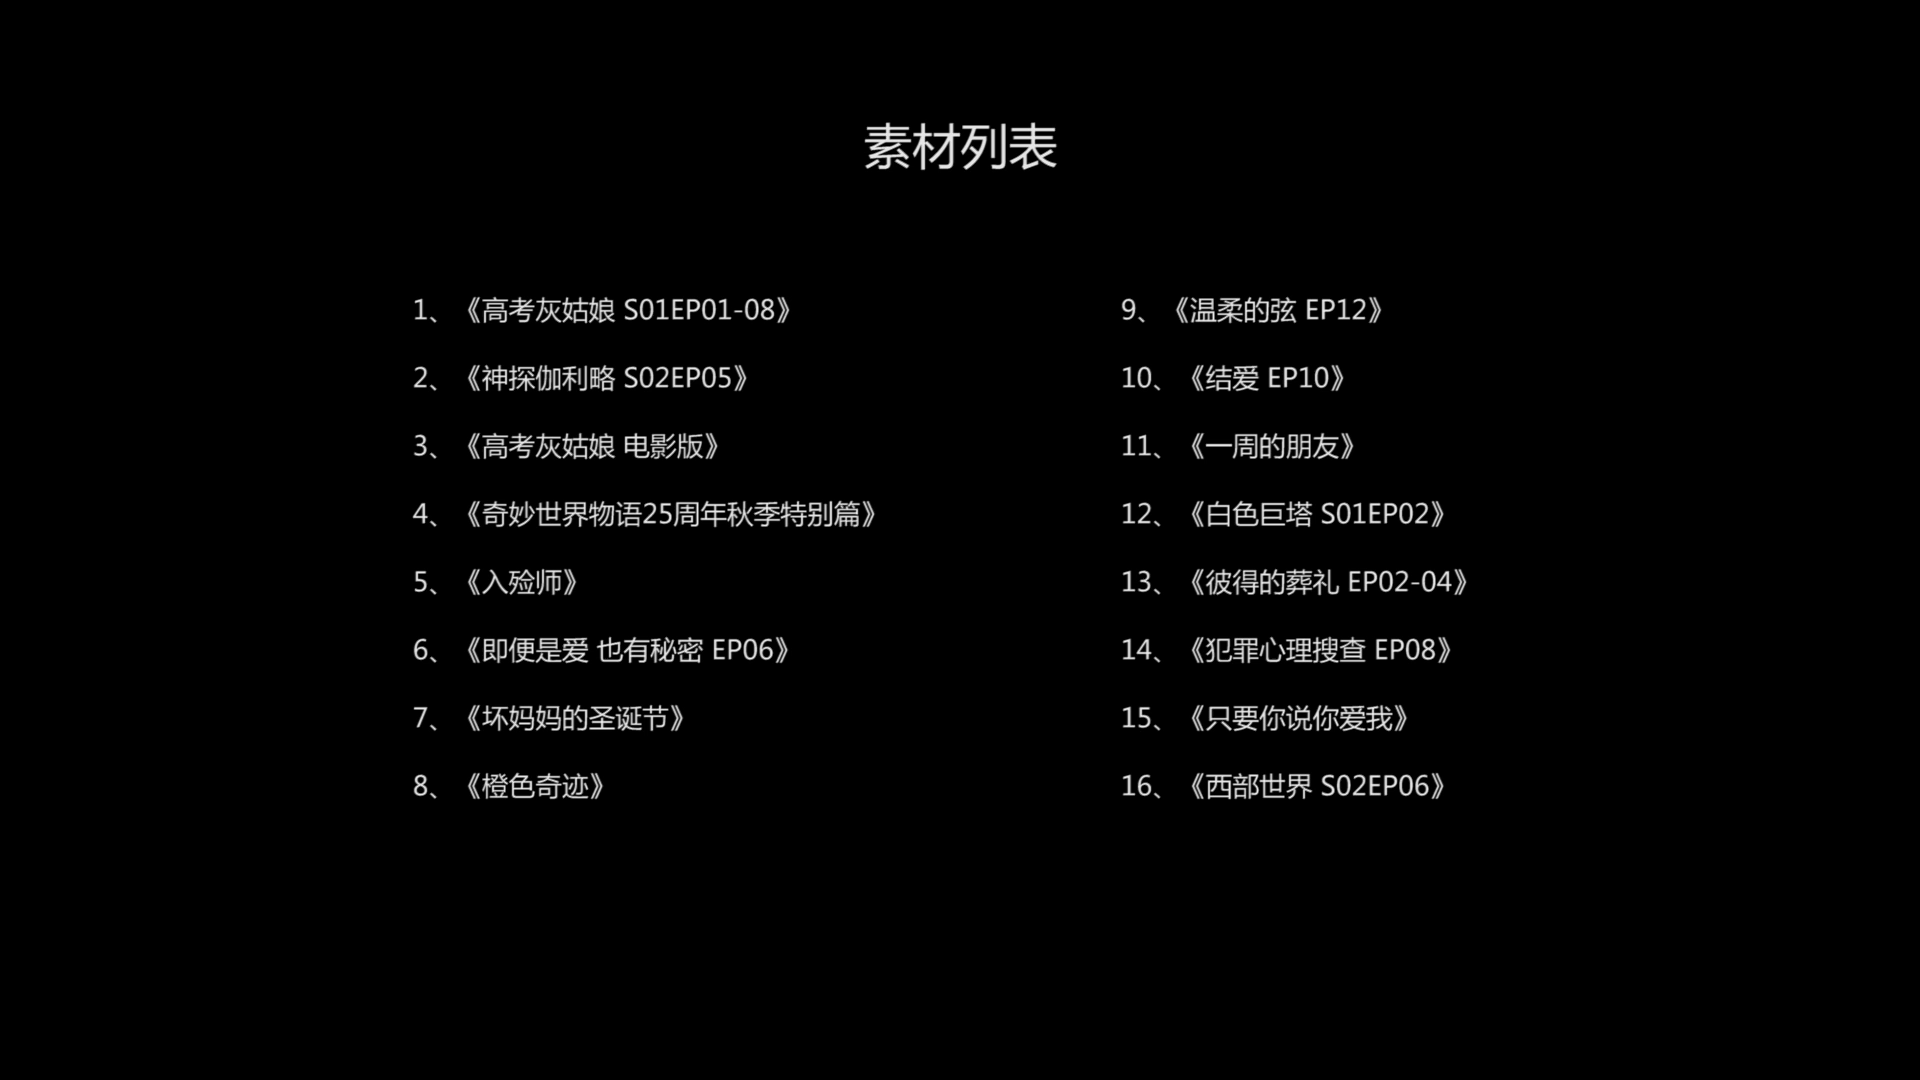 素材列表
1、《高考灰姑娘 S01EP01-08》
2、《神探伽利略 S02EP05》
3、《高考灰姑娘 电影版》
4、《奇妙世界物语25周年秋季特别篇》
5、《入殓师》
6、《即便是爱 也有秘密 EP06》
7、《坏妈妈的圣诞节》
8、《橙色奇迹》
9、《温柔的弦 EP12》
10、《结爱 EP10》
11、《一周的朋友》
12、《白色巨塔 S01EP02》
13、《彼得的葬礼 EP02-04》
14、《犯罪心理搜查 EP08》
15、《只要你说你爱我》
16、《西部世界 S02EP06》